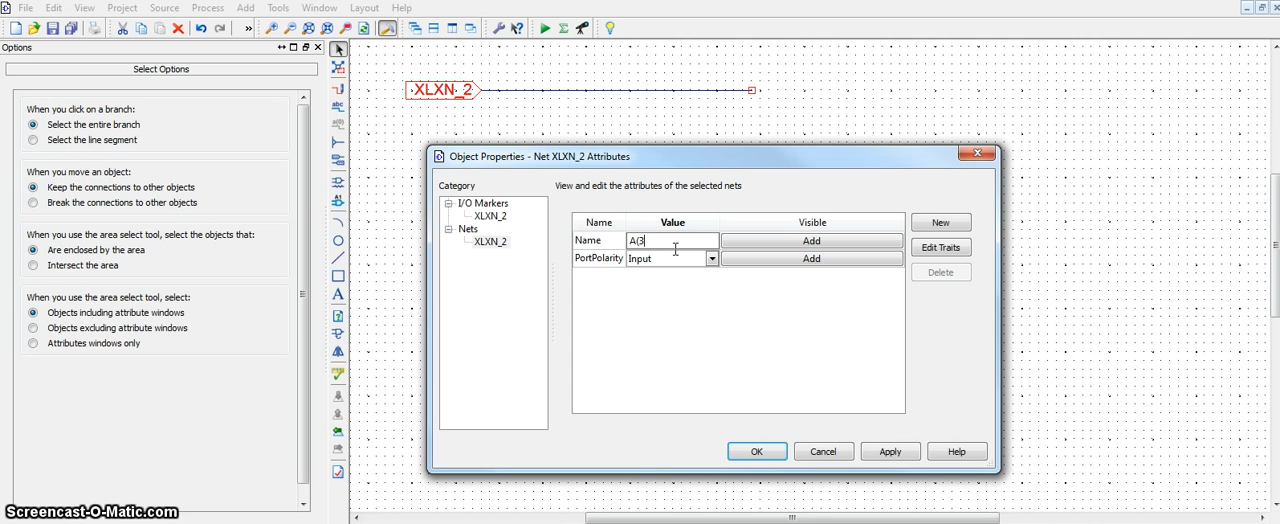 File Edit View Project Source Process Add Tools Window Layout Help
»
Options
Select Options
When you click on a branch:
Select the entire branch
Select the line segment
When you move an object:
Keep the connections to other objects
Break the connections to other objects
When you use the area select tool, select the objects that:
Are enclosed by the area
Intersect the area
When you use the area select tool, select:
Objects including attribute windows
Objects excluding attribute windows
Attributes windows only
abc
a(0)
A1
A
XLXN_2
Object Properties - Net XLXN_2 Attributes
Category
I/O Markers
XLXN_2
Nets
XLXN_2
View and edit the attributes of the selected nets
Name Value Visible
Name A(3 Add
PortPolarity Input Add
New
Edit Traits
Delete
OK Cancel Apply Help
Screencast-O-Matic.com